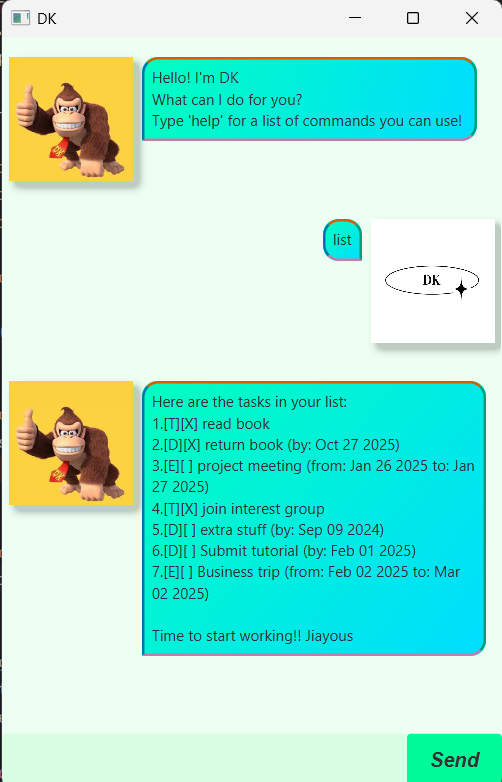 DK
Hello! I'm DK
What can I do for you?
Type 'help' for a list of commands you can use!
DK
list
DK
Here are the tasks in your list:
1.[T][X] read book
2.[D][X] return book (by: Oct 27 2025)
3.[E][ ] project meeting (from: Jan 26 2025 to: Jan
27 2025)
4.[T][X] join interest group
5.[D][ ] extra stuff (by: Sep 09 2024)
6.[D][ ] Submit tutorial (by: Feb 01 2025)
7.[E][ ] Business trip (from: Feb 02 2025 to: Mar
02 2025)
Time to start working!! Jiayous
DK
Send